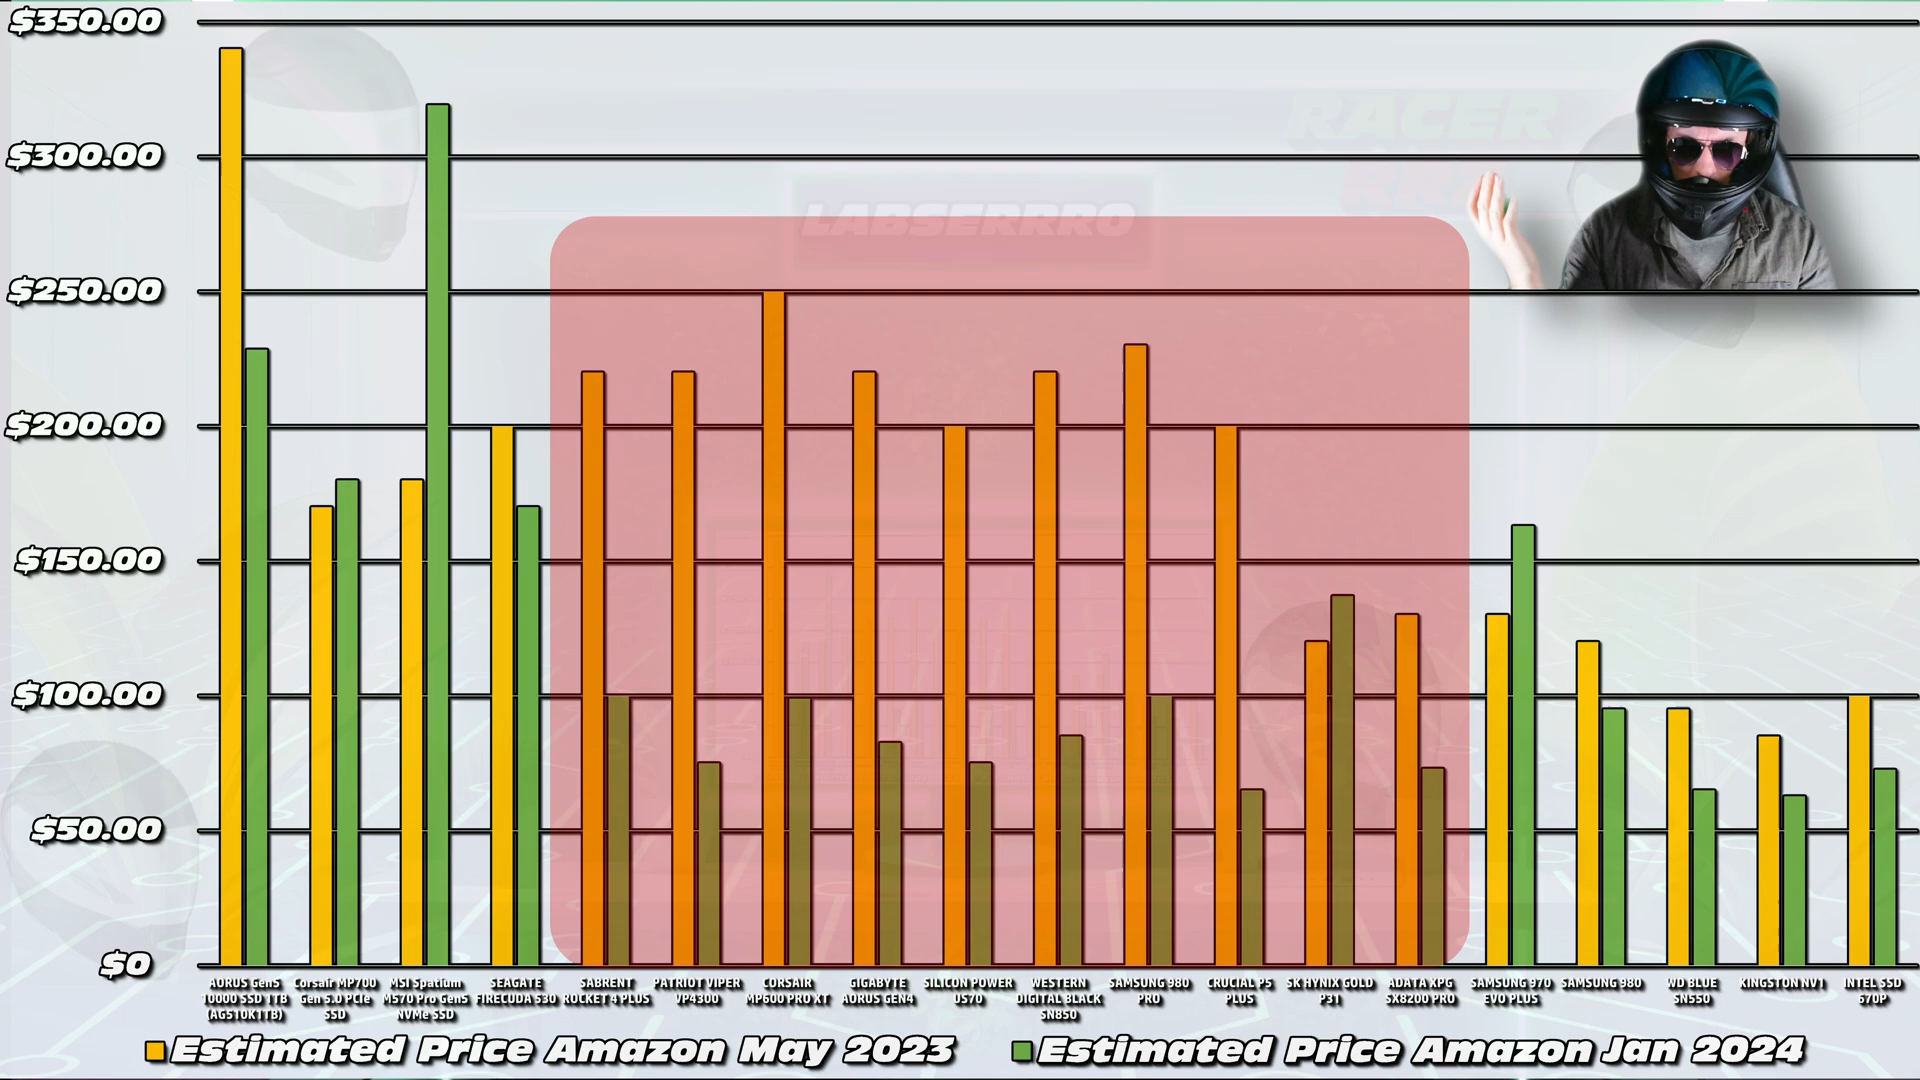 $350.00
$300.00
$250.00
$200.00
$150.00
$100.00
$50.00
$0
RACER
LABSERRRO
AORUS Gen5
10000 SSD 1TB
(AG510K1TB)
Corsair MP700
Gen 5.0 PCIe
SSD
MSI Spatium
M570 Pro Gen5
NVMe SSD
SEAGATE
FIRECUDA 530
SABRENT
ROCKET 4 PLUS
PATRIOT VIPER
VP4300
CORSAIR
MP600 PRO XT
GIGABYTE
AORUS GEN4
SILICON POWER
US70
WESTERN
DIGITAL BLACK
SN850
SAMSUNG 980
PRO
CRUCIAL P5
PLUS
SK HYNIX GOLD
P31
ADATA XPG
SX8200 PRO
SAMSUNG 970
EVO PLUS
SAMSUNG 980
WD BLUE
SN550
KINGSTON NV1
INTEL SSD
670P
Estimated Price Amazon May 2023
Estimated Price Amazon Jan 2024